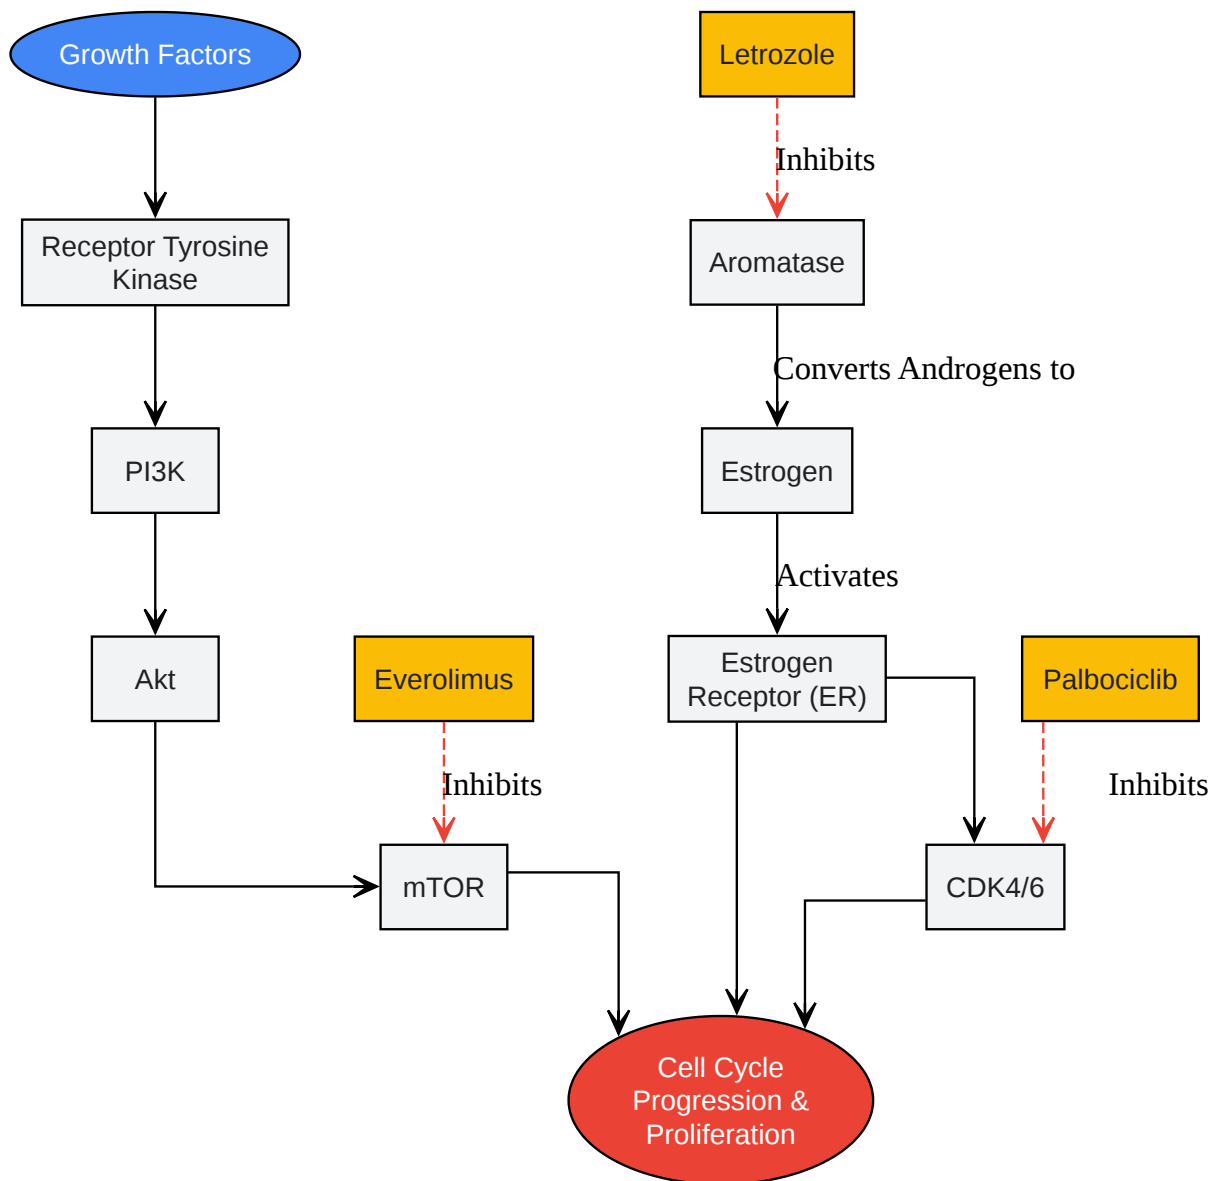 Growth Factors
Letrozole
Inhibits
Receptor Tyrosine
Kinase
Aromatase
Converts Androgens to
PI3K
Estrogen
Activates
Akt
Everolimus
Estrogen
Receptor (ER)
Palbociclib
Inhibits
Inhibits
mTOR
CDK4/6
Cell Cycle
Progression &
Proliferation